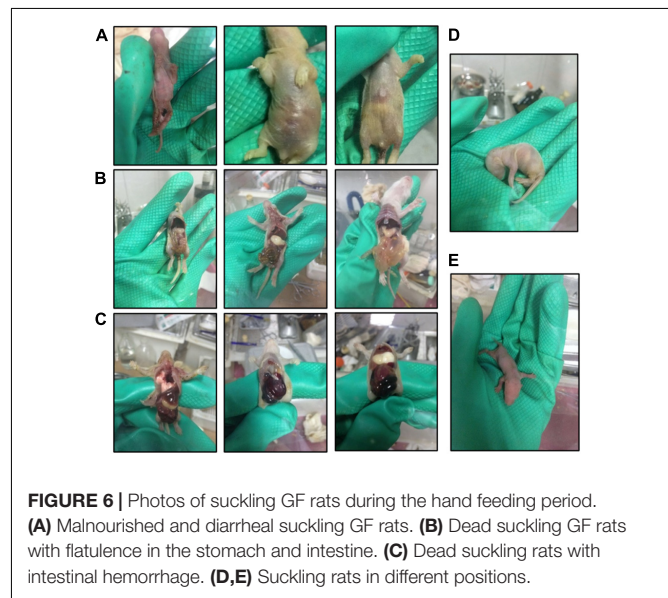 A
D
B
E
C
FIGURE 6 | Photos of suckling GF rats during the hand feeding period.
(A) Malnourished and diarrheal suckling GF rats. (B) Dead suckling GF rats
with flatulence in the stomach and intestine. (C) Dead suckling rats with
intestinal hemorrhage. (D,E) Suckling rats in different positions.